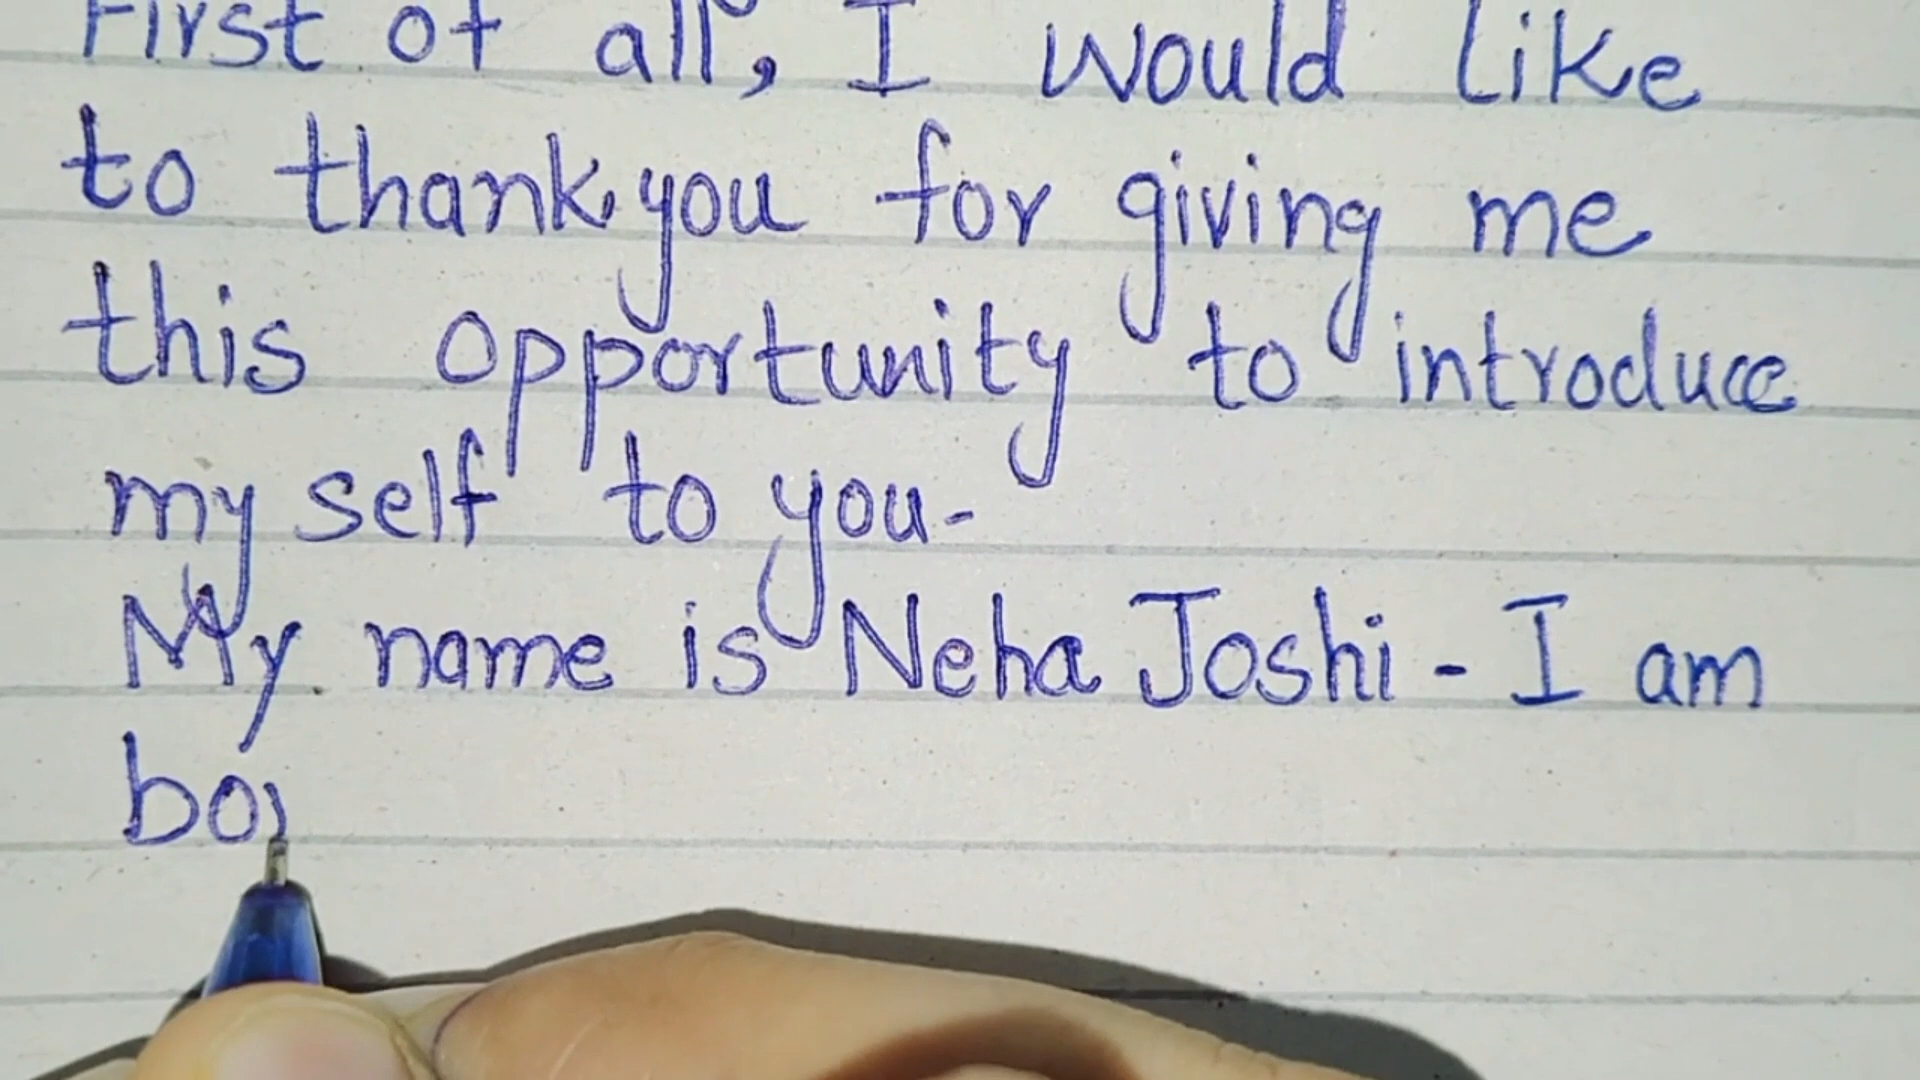 First of all, I would like
to thank you for giving me
this opportunity to introduce
my self to you-
My name is Neha Joshi - I am
bor